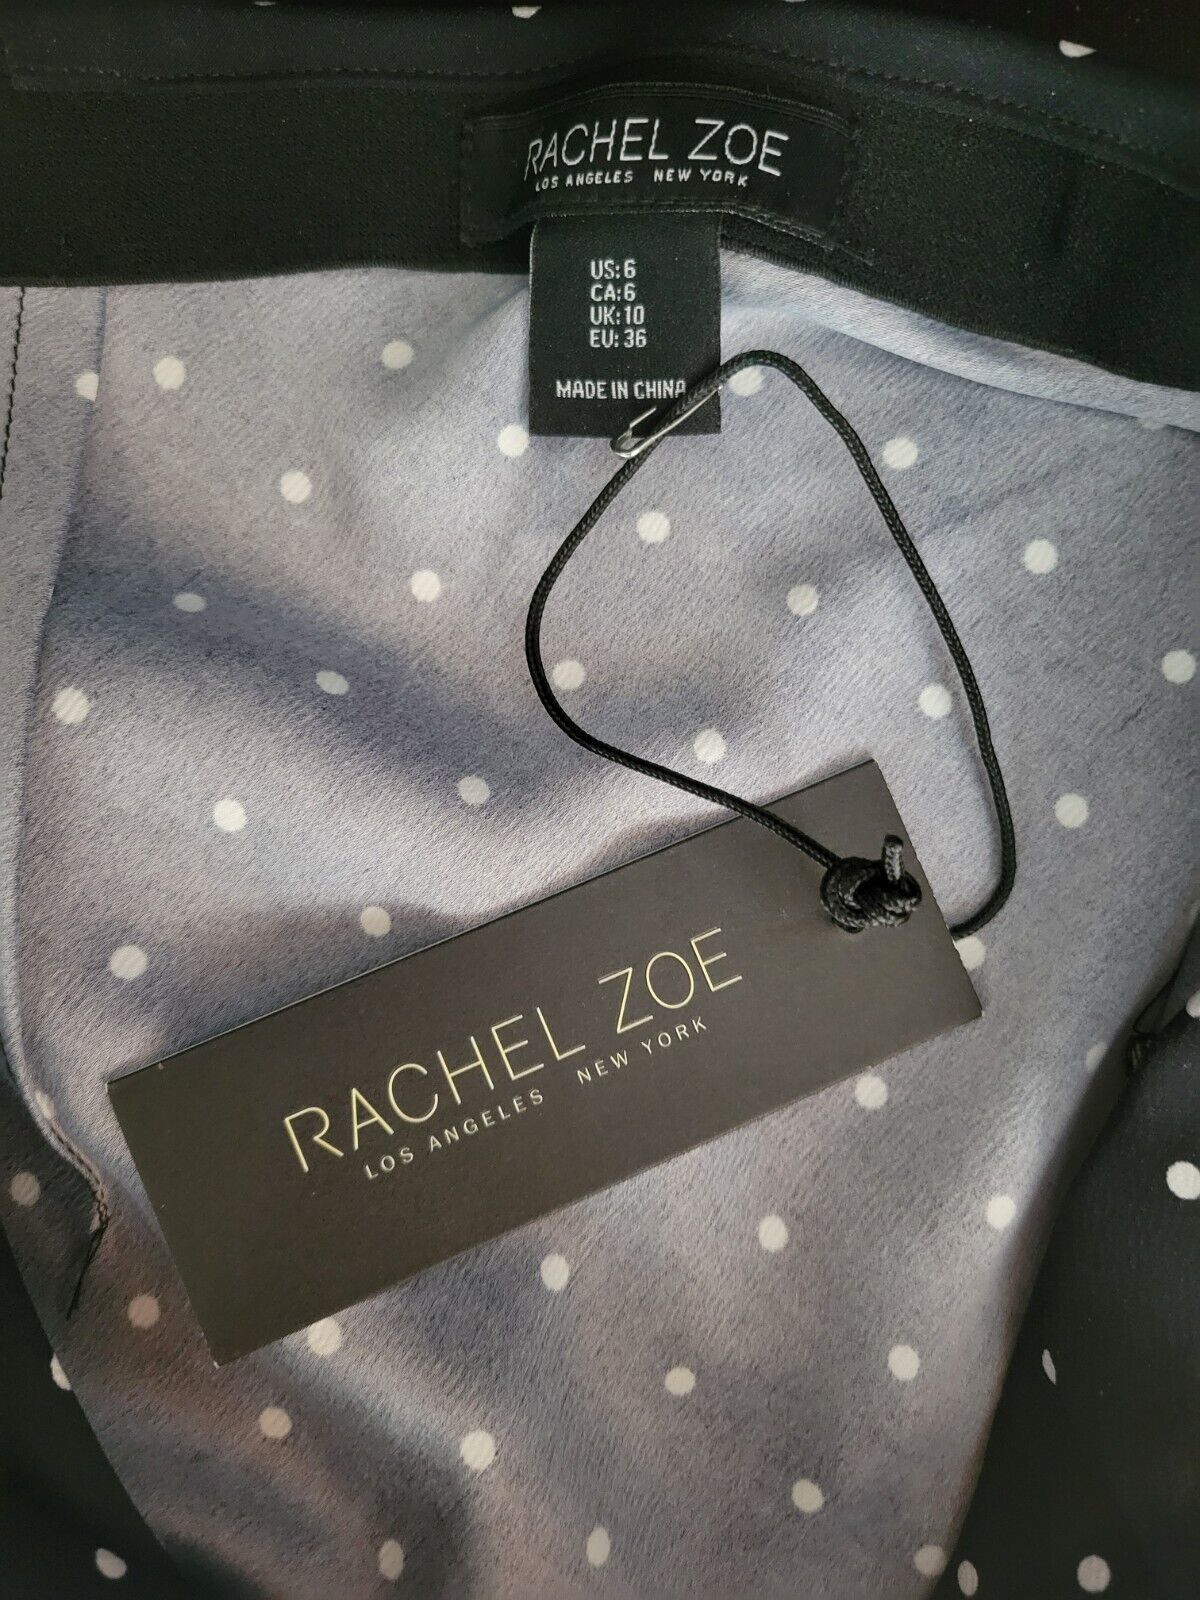 RACHEL ZOE
LOS ANGELES NEW YORK
US: 6
CA: 6
UK: 10
EU: 36
MADE IN CHINA
RACHEL ZOE
LOS ANGELES NEW YORK